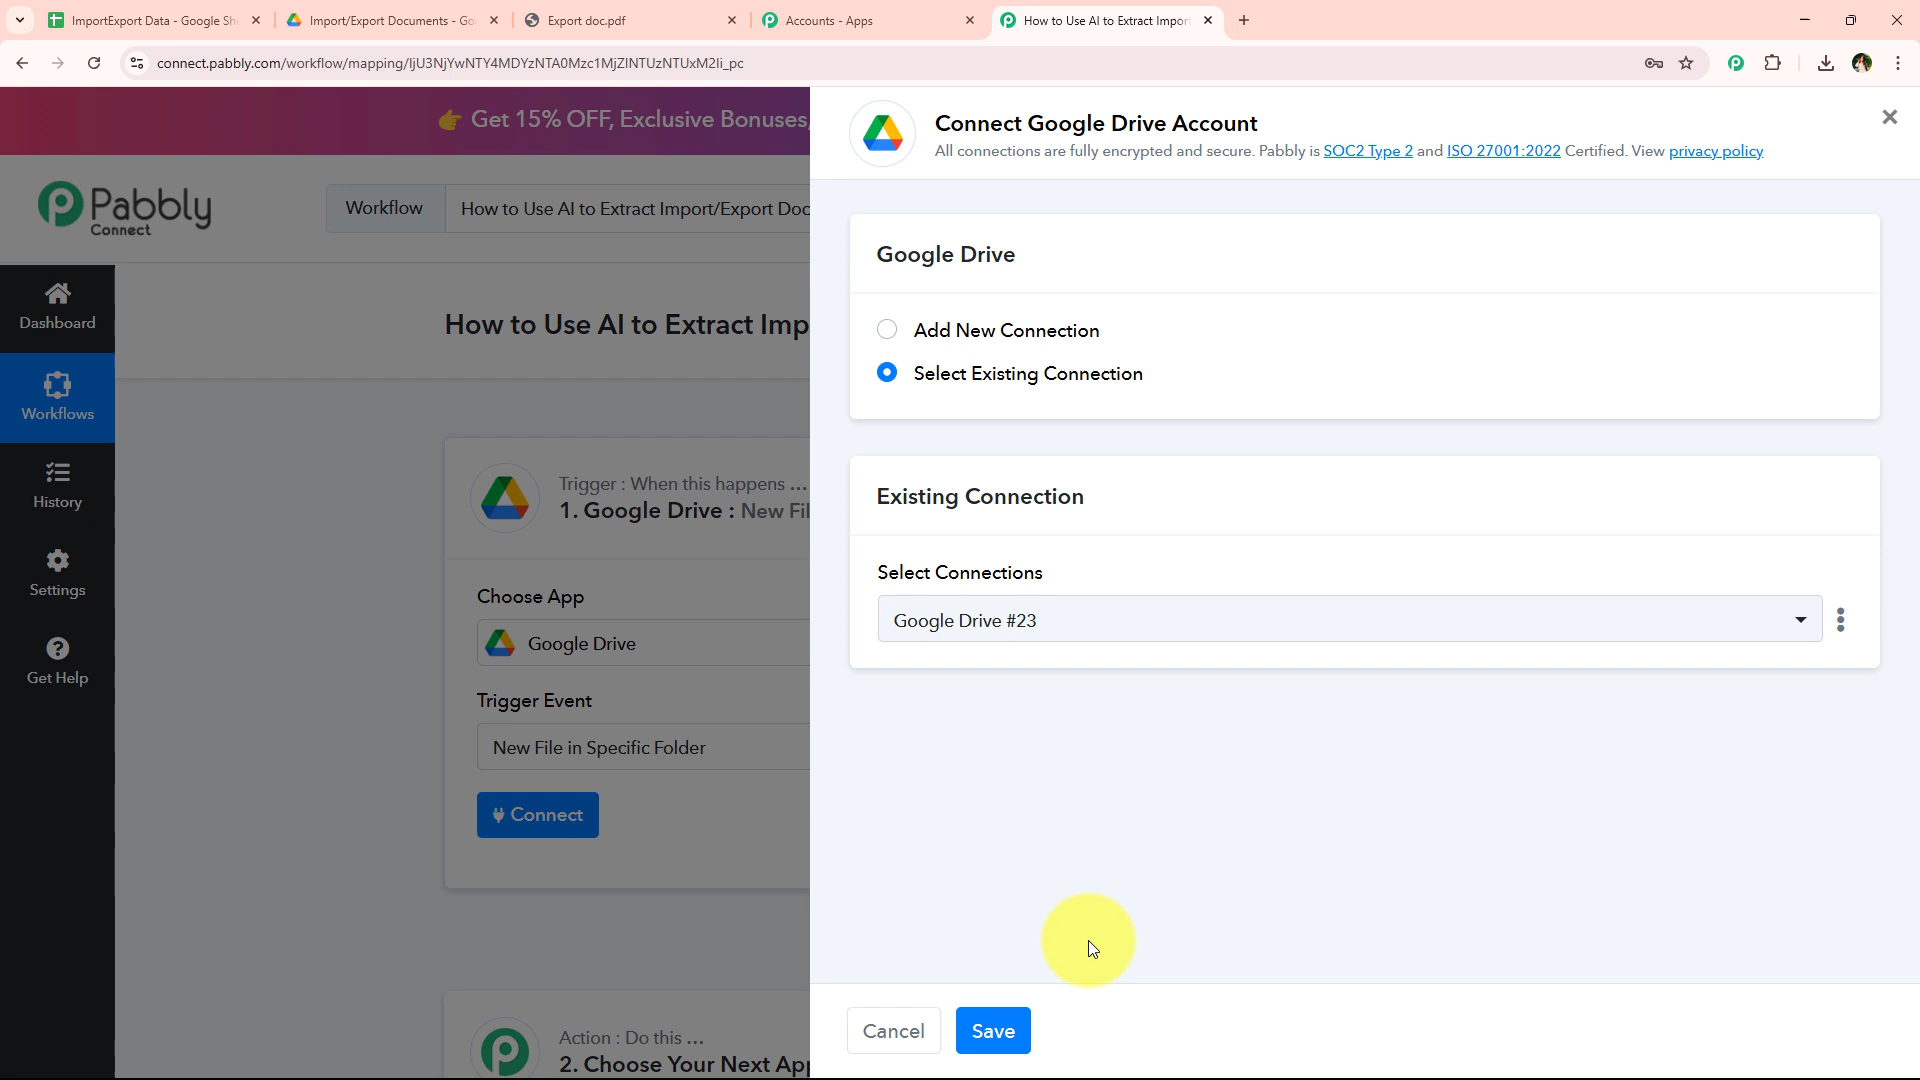 ImportExport Data - Google She
Import/Export Documents - Goo
Export doc.pdf
Accounts - Apps
How to Use AI to Extract Import
connect.pabbly.com/workflow/mapping/IjU3NjYwNTY4MDYzNTA0Mzc1MjZlNTUzNTUxM2Ii_pc
👉 Get 15% OFF, Exclusive Bonuses,
Pabbly
Connect
Workflow
How to Use AI to Extract Import/Export Doc
Dashboard
Workflows
History
Settings
Get Help
How to Use AI to Extract Imp
Trigger : When this happens ...
1. Google Drive : New Fil
Choose App
Google Drive
Trigger Event
New File in Specific Folder
Connect
Action : Do this ...
2. Choose Your Next App
Connect Google Drive Account
All connections are fully encrypted and secure. Pabbly is SOC2 Type 2 and ISO 27001:2022 Certified. View privacy policy
Google Drive
Add New Connection
Select Existing Connection
Existing Connection
Select Connections
Google Drive #23
Cancel
Save